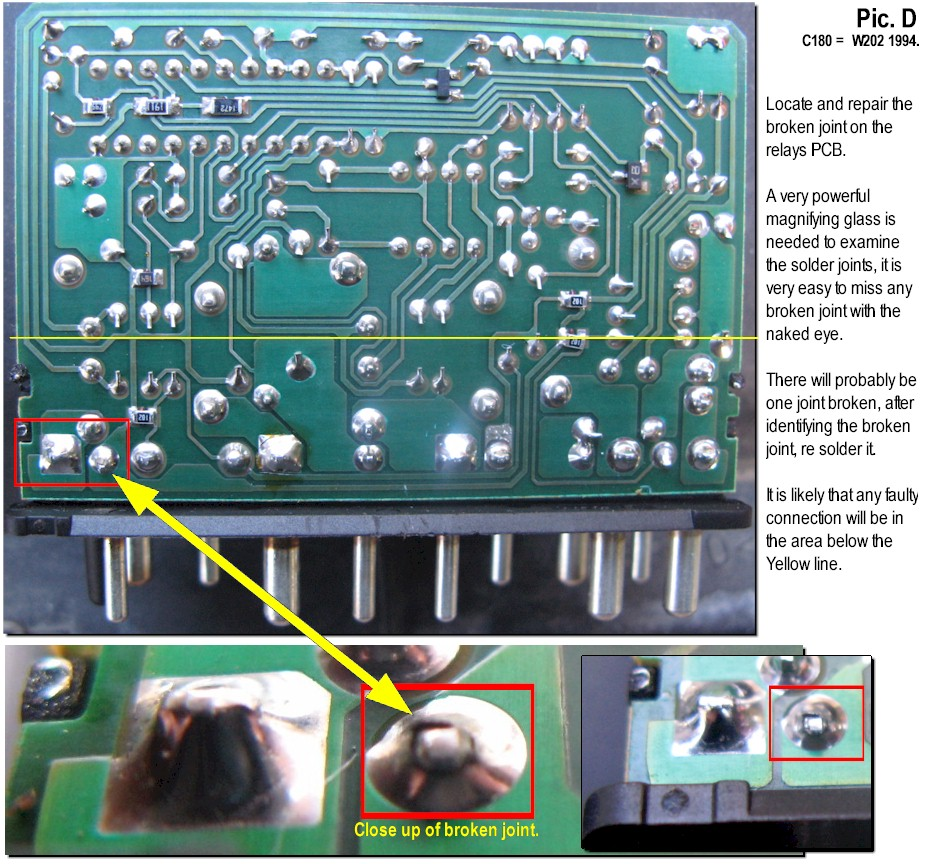 Pic. D
C180 = W202 1994.
Locate and repair the
broken joint on the
relays PCB.
A very powerful
magnifying glass is
needed to examine
the solder joints, it is
very easy to miss any
broken joint with the
naked eye.
There will probably be
one joint broken, after
identifying the broken
joint, re solder it.
It is likely that any faulty
connection will be in
the area below the
Yellow line.
191
1472
Close up of broken joint.